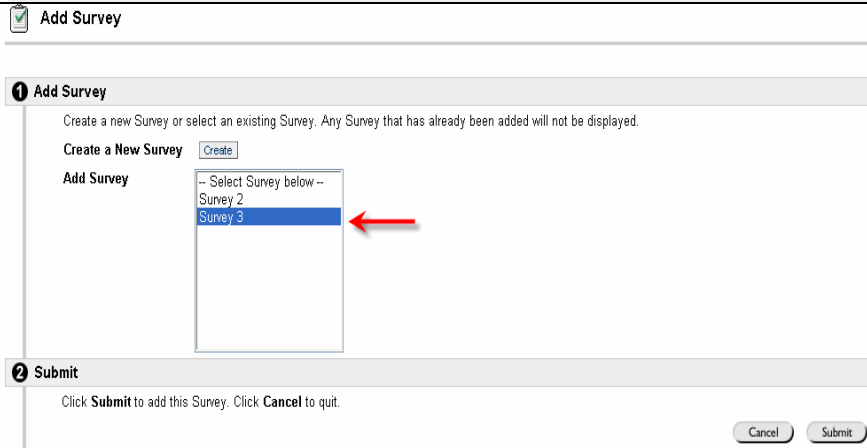 Add Survey
1 Add Survey
Create a new Survey or select an existing Survey. Any Survey that has already been added will not be displayed.
Create a New Survey Create
Add Survey
-- Select Survey below --
Survey 2
Survey 3
2 Submit
Click Submit to add this Survey. Click Cancel to quit.
Cancel Submit